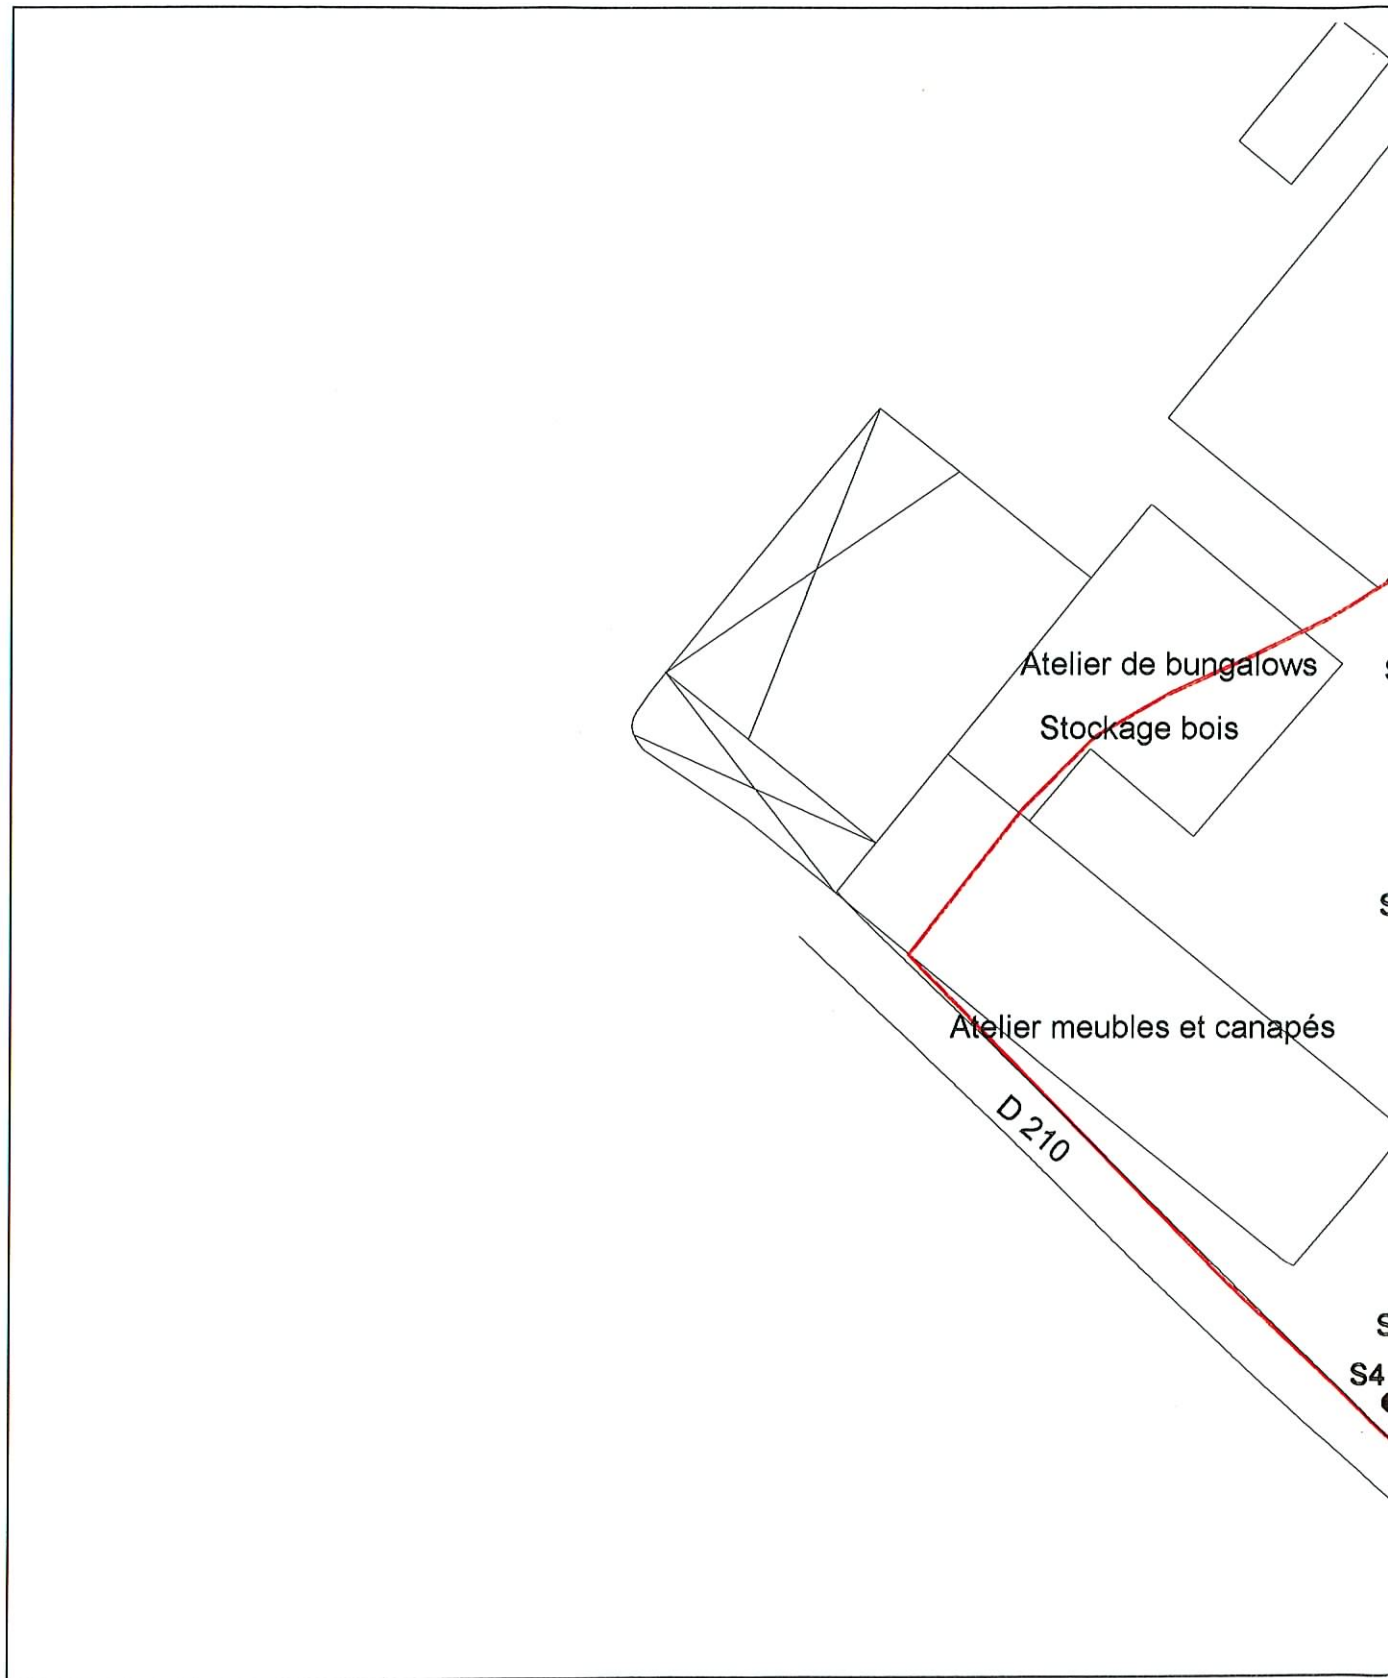 Atelier de bungalows
Stockage bois
Atelier meubles et canapés
D 210
S4